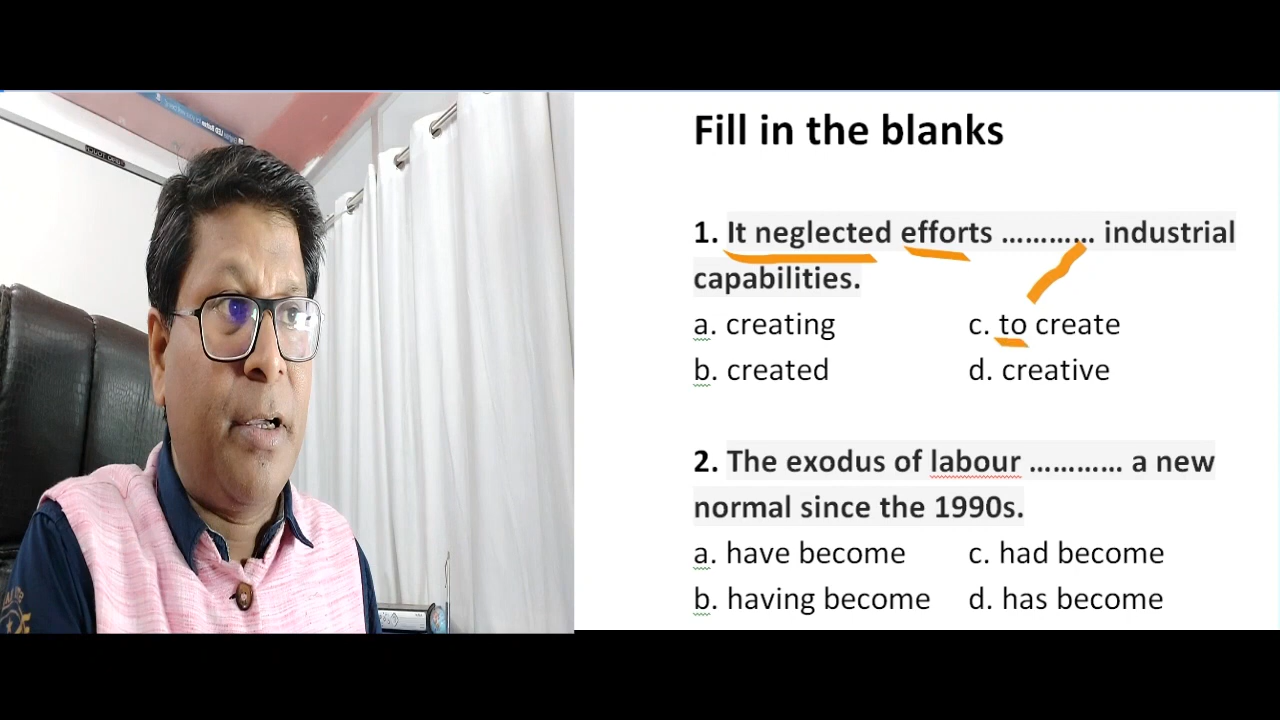 Fill in the blanks
1. It neglected efforts ………… industrial
capabilities.
a. creating c. to create
b. created d. creative
2. The exodus of labour ………… a new
normal since the 1990s.
a. have become c. had become
b. having become d. has become